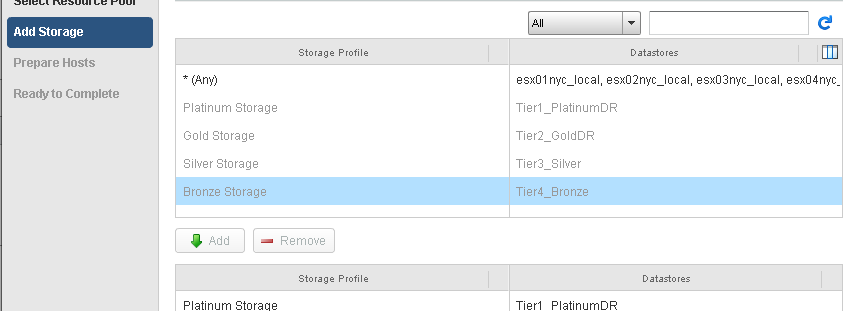 Select Resource Pool
Add Storage
Prepare Hosts
Ready to Complete
All
Storage Profile Datastores
* (Any) esx01nyc_local, esx02nyc_local, esx03nyc_local, esx04nyc_
Platinum Storage Tier1_PlatinumDR
Gold Storage Tier2_GoldDR
Silver Storage Tier3_Silver
Bronze Storage Tier4_Bronze
Add Remove
Storage Profile Datastores
Platinum Storage Tier1_PlatinumDR